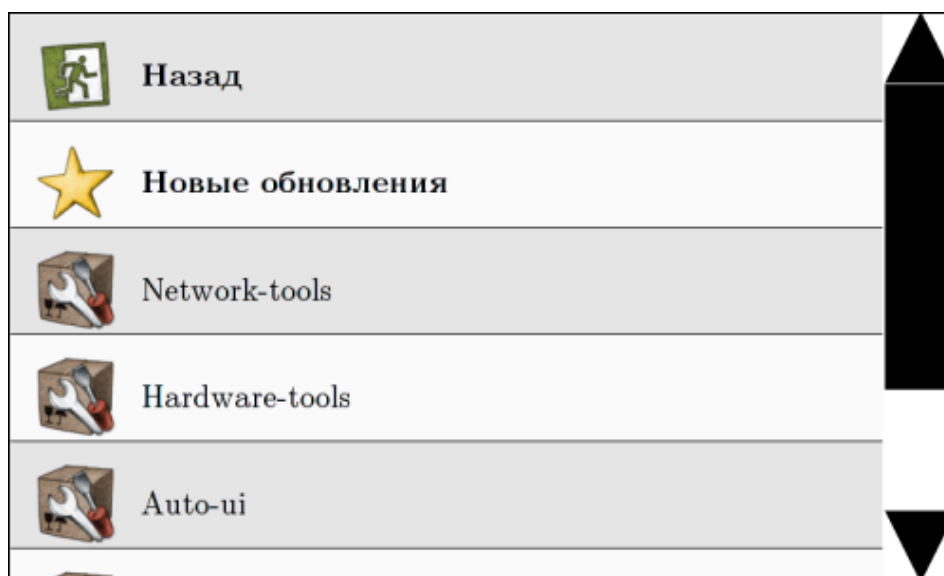 Назад
Новые обновления
Network-tools
Hardware-tools
Auto-ui